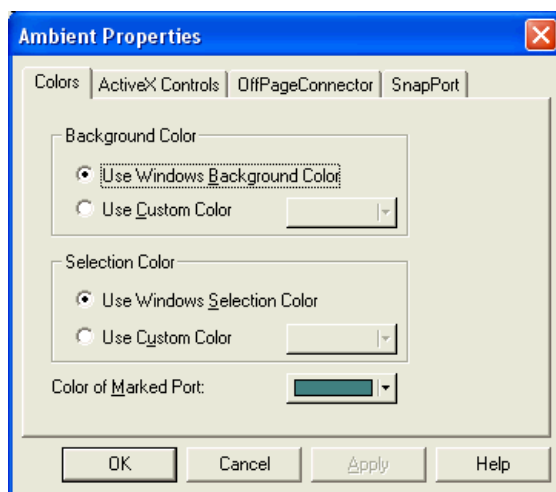 Ambient Properties
Colors ActiveX Controls OffPageConnector SnapPort
Background Color
Use Windows Background Color
Use Custom Color
Selection Color
Use Windows Selection Color
Use Custom Color
Color of Marked Port:
OK Cancel Apply Help